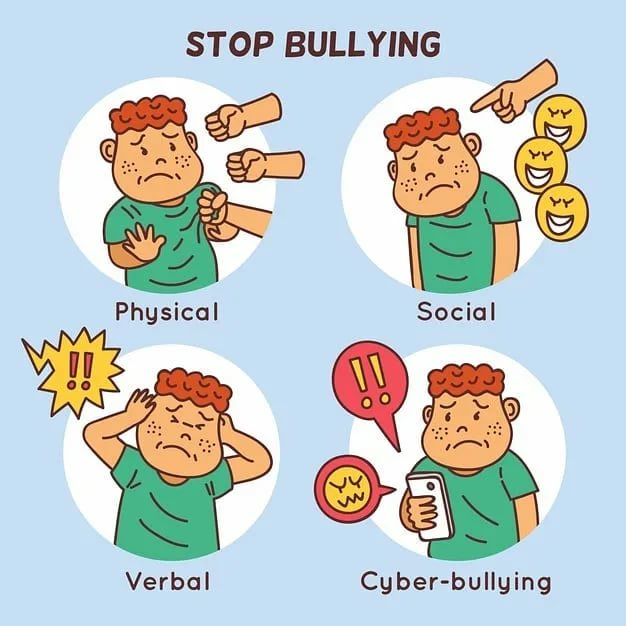 STOP BULLYING
Physical
Social
!!
!!
Verbal
Cyber-bullying